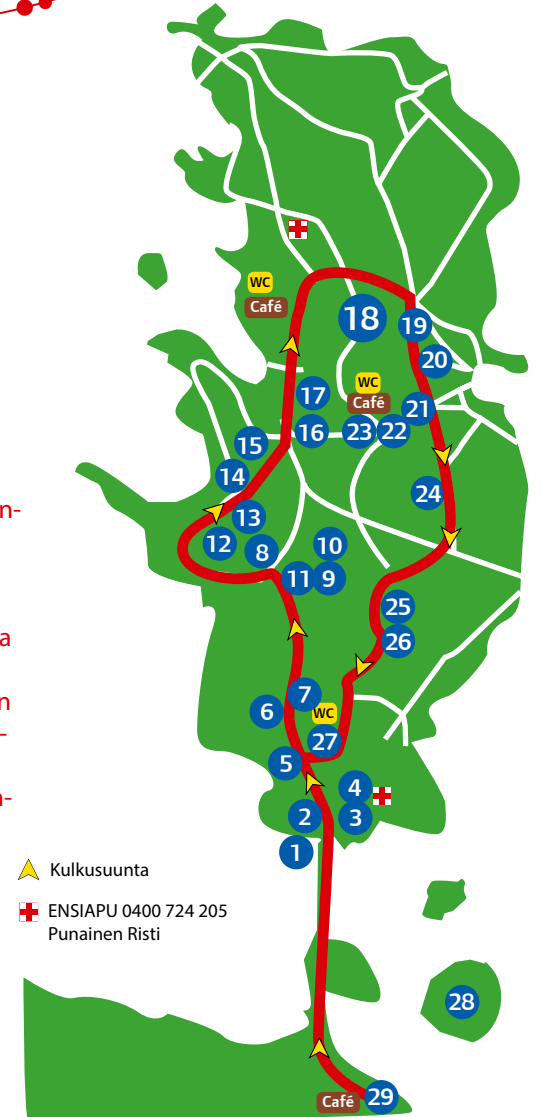 WC
Café
18
19
20
WC
Café
17
21
16
23
22
15
14
24
13
12
8
10
11
9
25
26
7
6
WC
27
5
4
2
3
1
n-
a
n
-
n-
Kulkusuunta
ENSIAPU 0400 724 205
Punainen Risti
28
Café
29